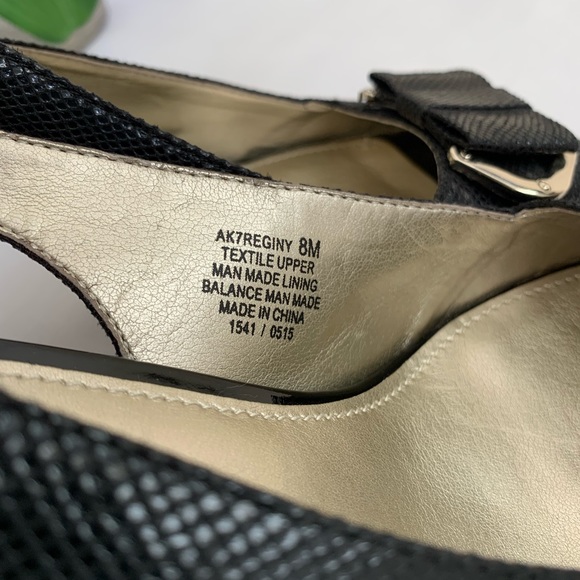 AK7REGINY 8M
TEXTILE UPPER
MAN MADE LINING
BALANCE MAN MADE
MADE IN CHINA
1541 / 0515